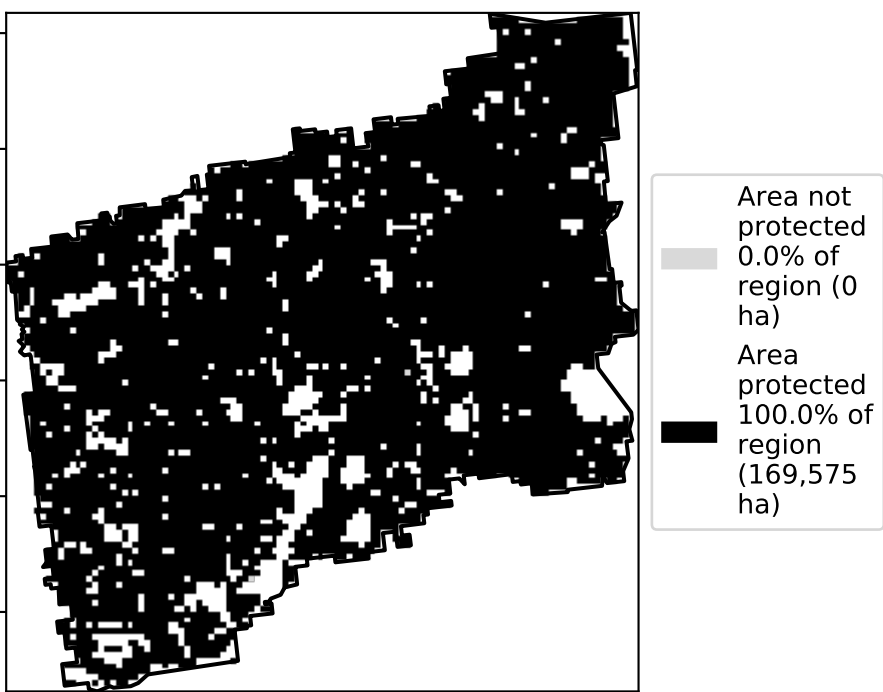 Area not
protected
0.0% of
region (0
ha)
Area
protected
100.0% of
region
(169,575
ha)